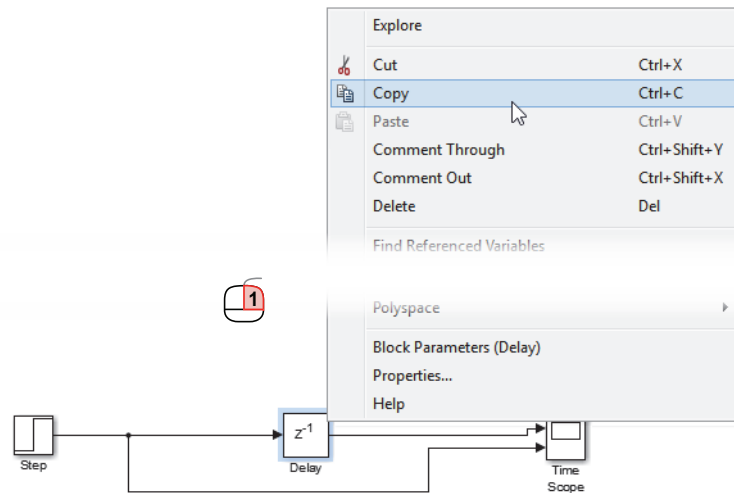 Explore
Cut Ctrl+X
Copy Ctrl+C
Paste Ctrl+V
Comment Through Ctrl+Shift+Y
Comment Out Ctrl+Shift+X
Delete Del
Find Referenced Variables
1
Polyspace
Block Parameters (Delay)
Properties...
Help
z-1
Step
Delay
Time
Scope